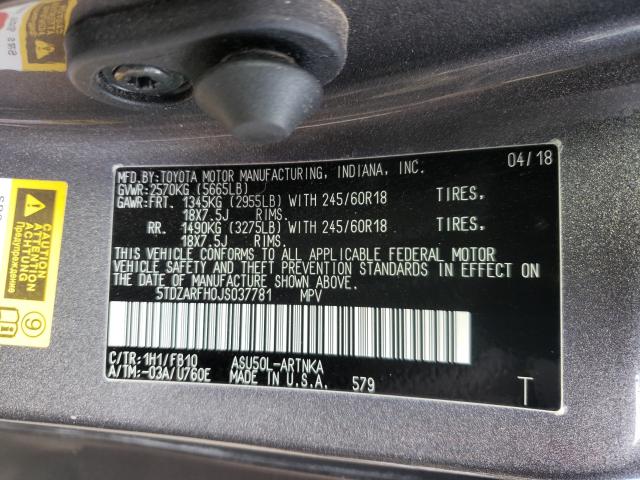 MFD.BY:TOYOTA MOTOR MANUFACTURING, INDIANA, INC. 04/18
GVWR:2570KG (5665LB)
GAWR:FRT. 1345KG (2955LB) WITH 245/60R18 TIRES,
18X7.5J RIMS.
RR. 1490KG (3275LB) WITH 245/60R18 TIRES,
18X7.5J RIMS.
THIS VEHICLE CONFORMS TO ALL APPLICABLE FEDERAL MOTOR
VEHICLE SAFETY AND THEFT PREVENTION STANDARDS IN EFFECT ON
THE DATE OF MANUFACTURE SHOWN ABOVE.
5TDZARFH0JS037781 MPV
C/TR:1H1/FB10 ASU50L-ARTNKA
A/TM:-03A/U760E MADE IN U.S.A. 579
T
CAUTION
ATTENTION
Предупреждение
9